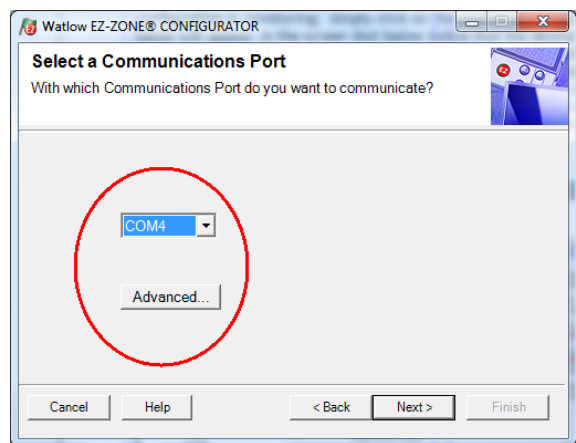 Watlow EZ-ZONE® CONFIGURATOR
Select a Communications Port
With which Communications Port do you want to communicate?
COM4
Advanced...
Cancel Help < Back Next > Finish